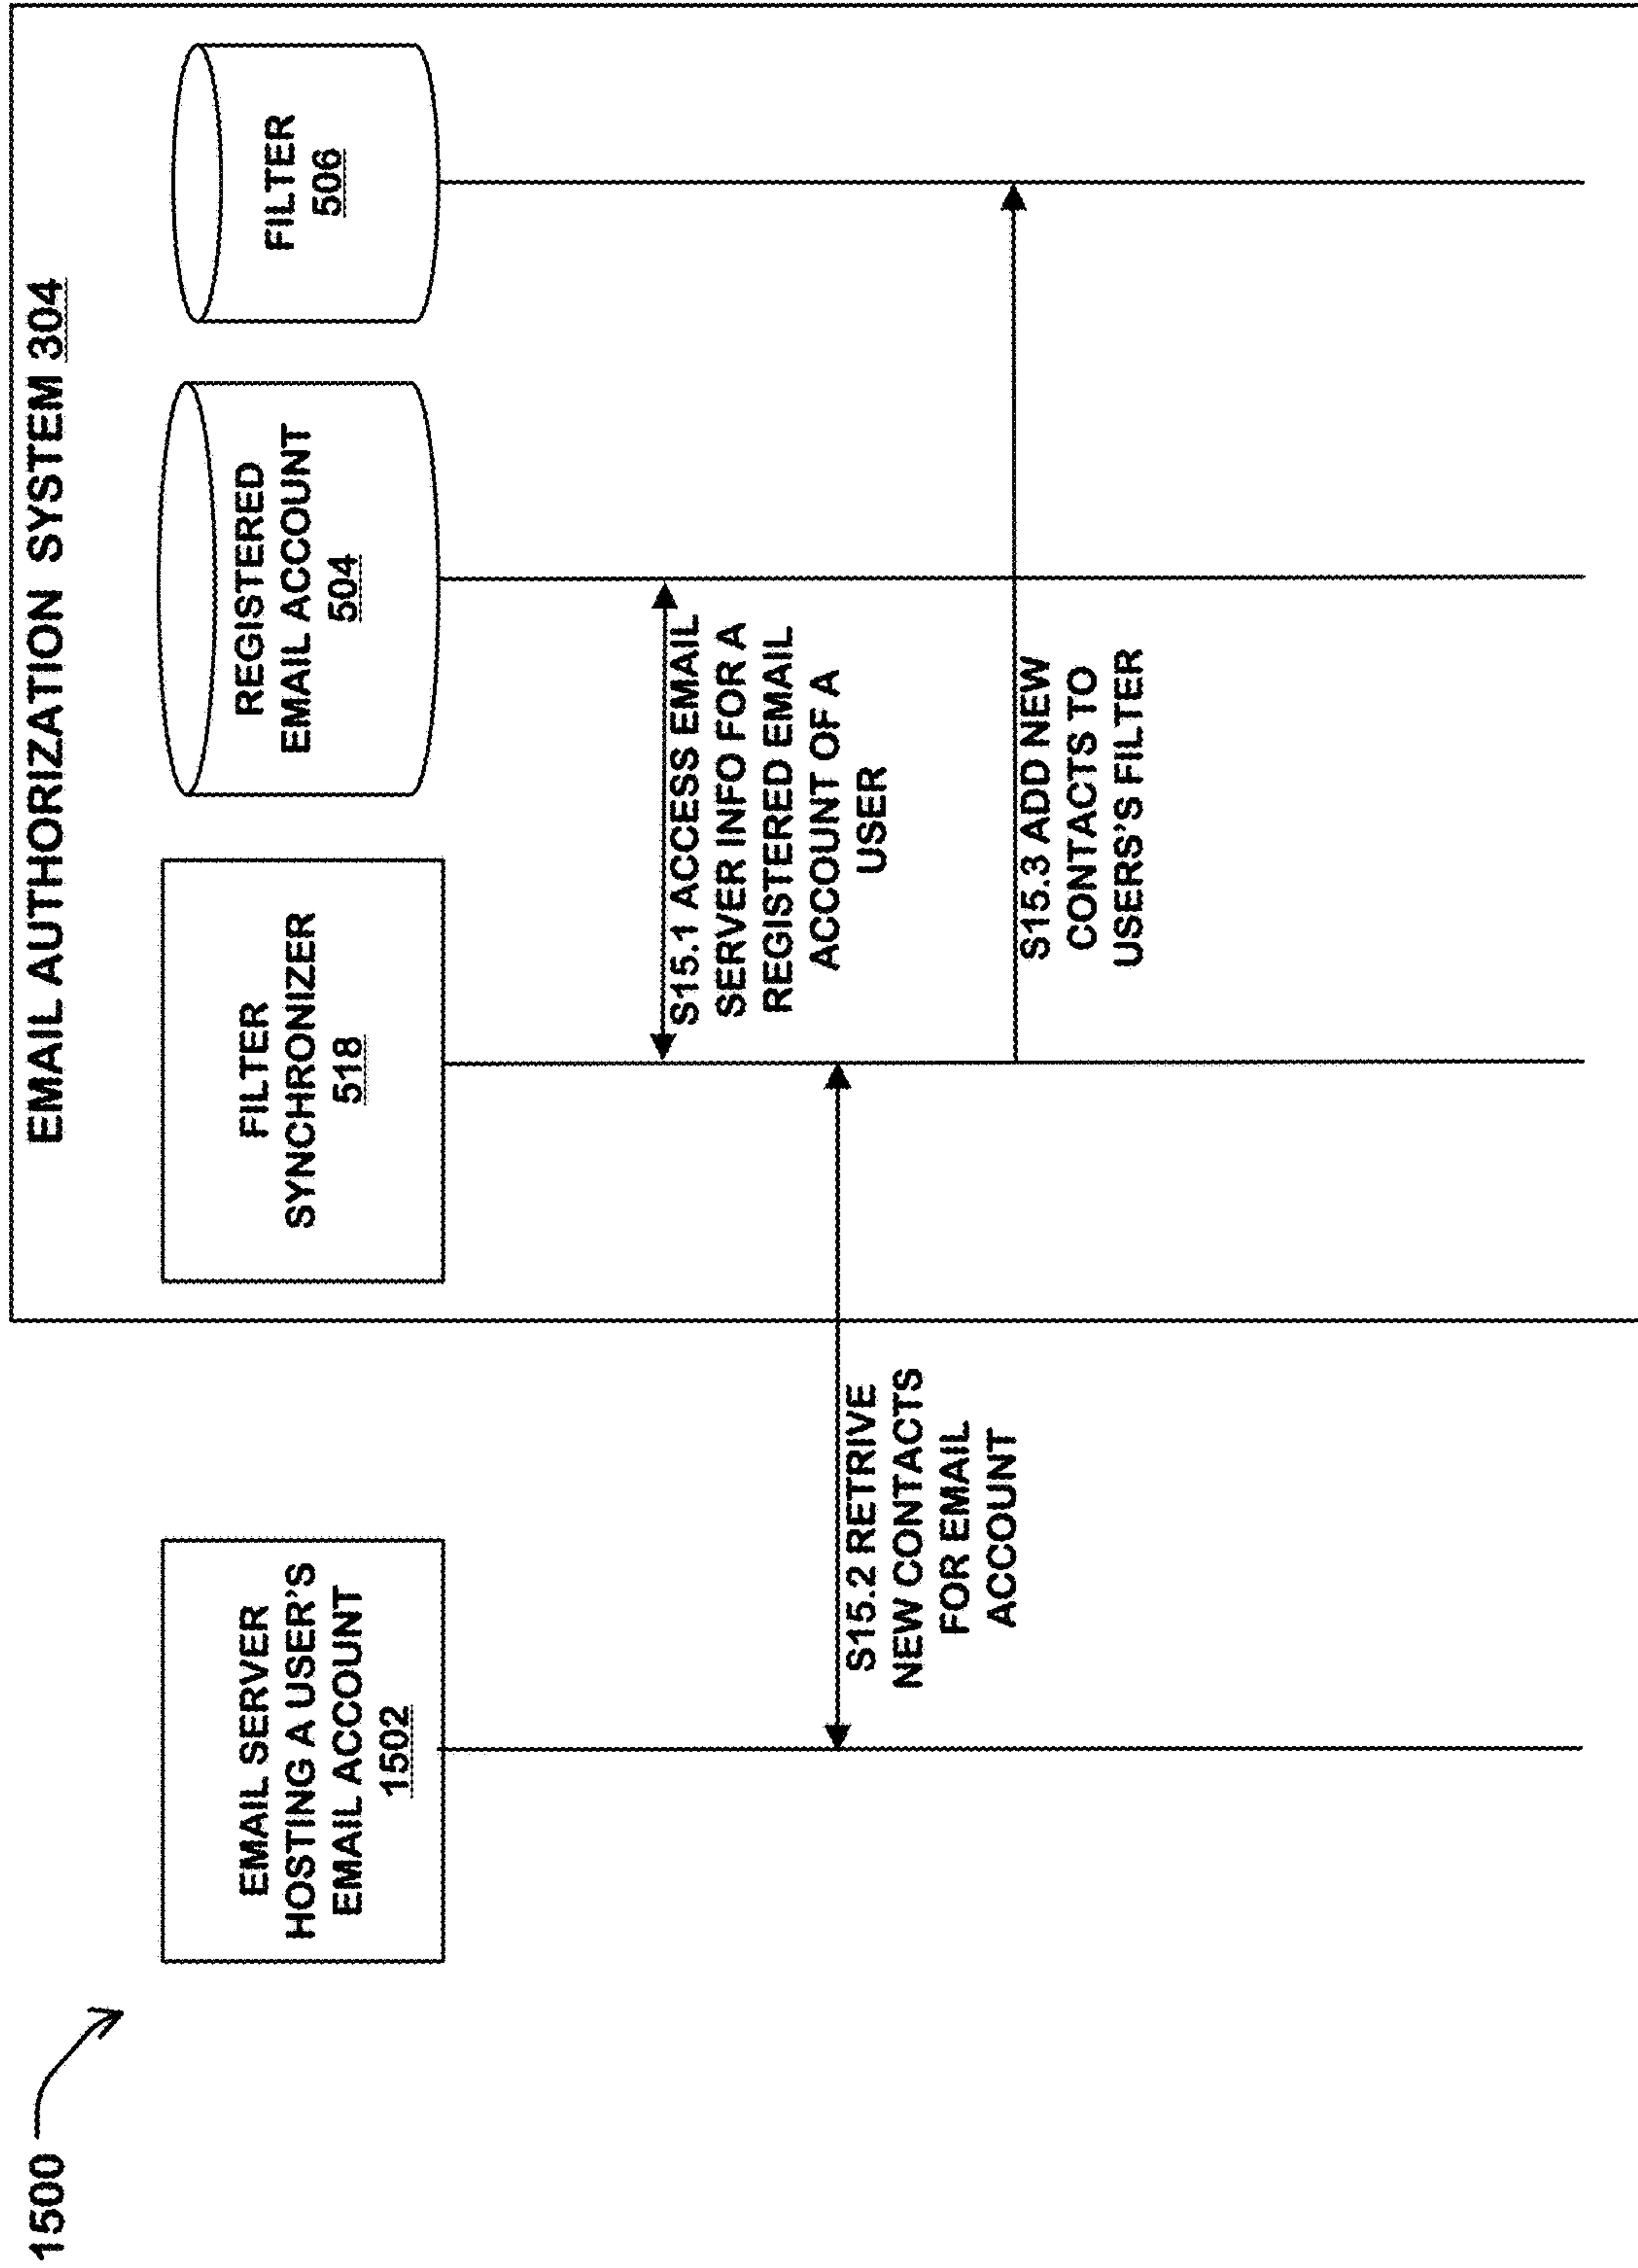 1500
EMAIL AUTHORIZATION SYSTEM 304
EMAIL SERVER
HOSTING A USER'S
EMAIL ACCOUNT
1502
FILTER
SYNCHRONIZER
518
REGISTERED
EMAIL ACCOUNT
504
FILTER
506
S15.1 ACCESS EMAIL
SERVER INFO FOR A
REGISTERED EMAIL
ACCOUNT OF A
USER
S15.2 RETRIVE
NEW CONTACTS
FOR EMAIL
ACCOUNT
S15.3 ADD NEW
CONTACTS TO
USERS'S FILTER